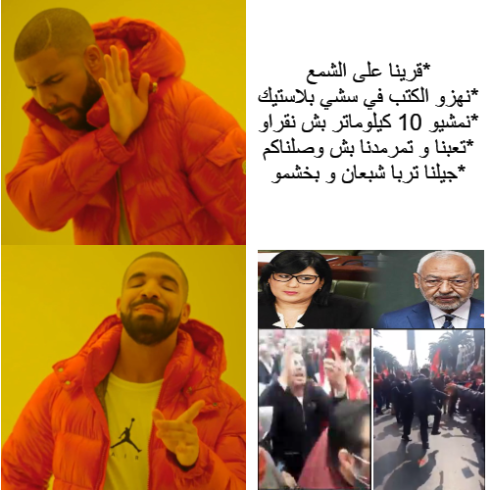 *قرينا على الشمع
*نهزو الكتب في سشي بلاستيك
*نمشيو 10 كيلوماتر بش نقراو
*تعبنا و تمرمدنا بش وصلناكم
*جيلنا تربا شبعان و بخشمو